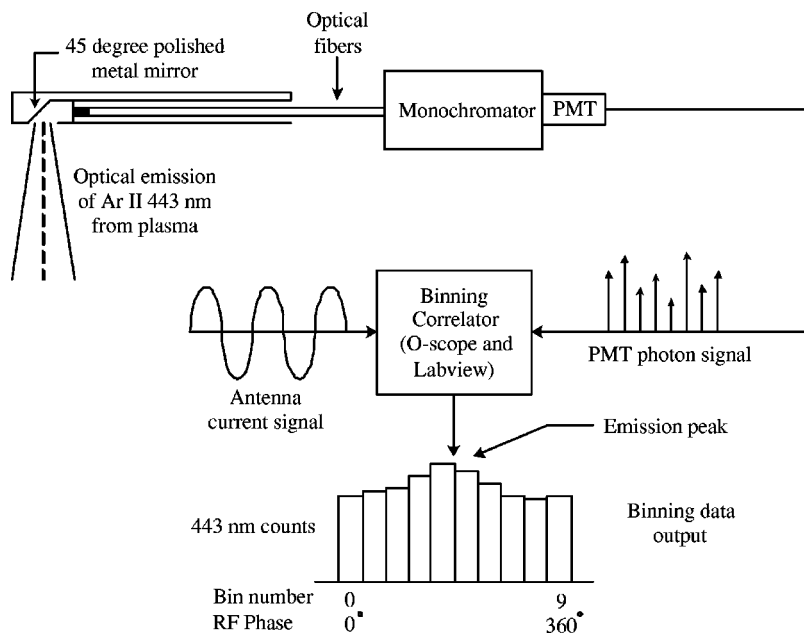 45 degree polished
metal mirror
Optical
fibers
Monochromator
PMT
Optical emission
of Ar II 443 nm
from plasma
Binning
Correlator
(O-scope and
Labview)
PMT photon signal
Antenna
current signal
Emission peak
443 nm counts
Binning data
output
Bin number 0 9
RF Phase 0° 360°